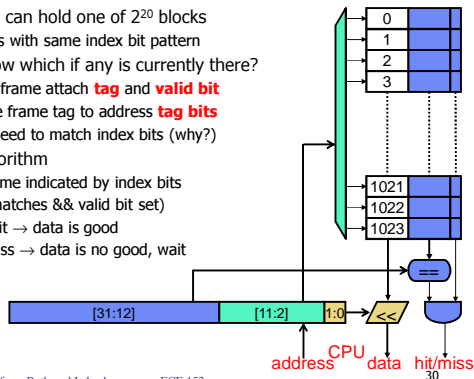 can hold one of 2²⁰ blocks
s with same index bit pattern
w which if any is currently there?
frame attach tag and valid bit
e frame tag to address tag bits
eed to match index bits (why?)
orithm
me indicated by index bits
atches && valid bit set)
it → data is good
ss → data is no good, wait
0
1
2
3
1021
1022
1023
==
[31:12]
[11:2]
1:0
<<
CPU
address
data
hit/miss
30